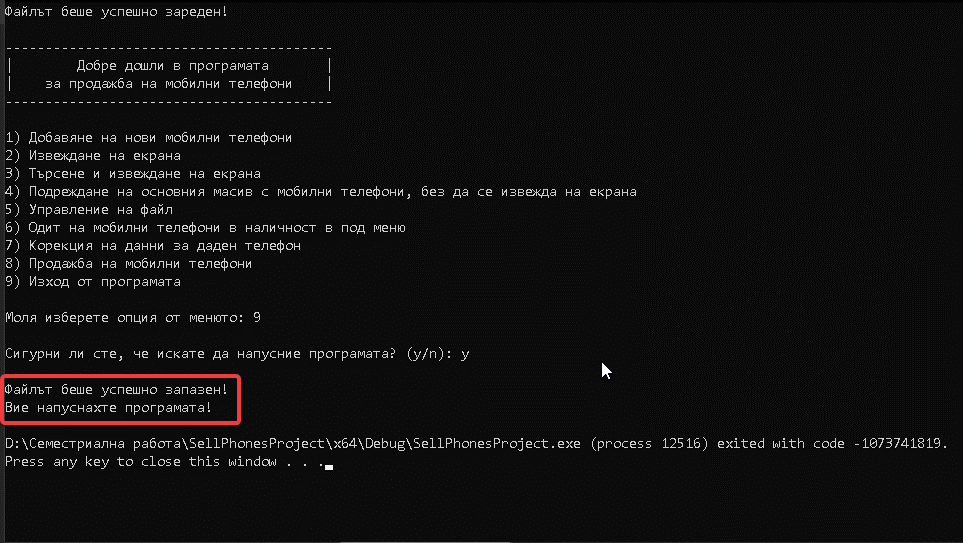 Файлът беше успешно зареден!
-----------------------------------------
|        Добре дошли в програмата       |
|    за продажба на мобилни телефони    |
-----------------------------------------
1) Добавяне на нови мобилни телефони
2) Извеждане на екрана
3) Търсене и извеждане на екрана
4) Подреждане на основния масив с мобилни телефони, без да се извежда на екрана
5) Управление на файл
6) Одит на мобилни телефони в наличност в под меню
7) Корекция на данни за даден телефон
8) Продажба на мобилни телефони
9) Изход от програмата
Моля изберете опция от менюто: 9
Сигурни ли сте, че искате да напусние програмата? (y/n): y
Файлът беше успешно запазен!
Вие напуснахте програмата!
D:\Семестриална работа\SellPhonesProject\x64\Debug\SellPhonesProject.exe (process 12516) exited with code -1073741819.
Press any key to close this window . . .